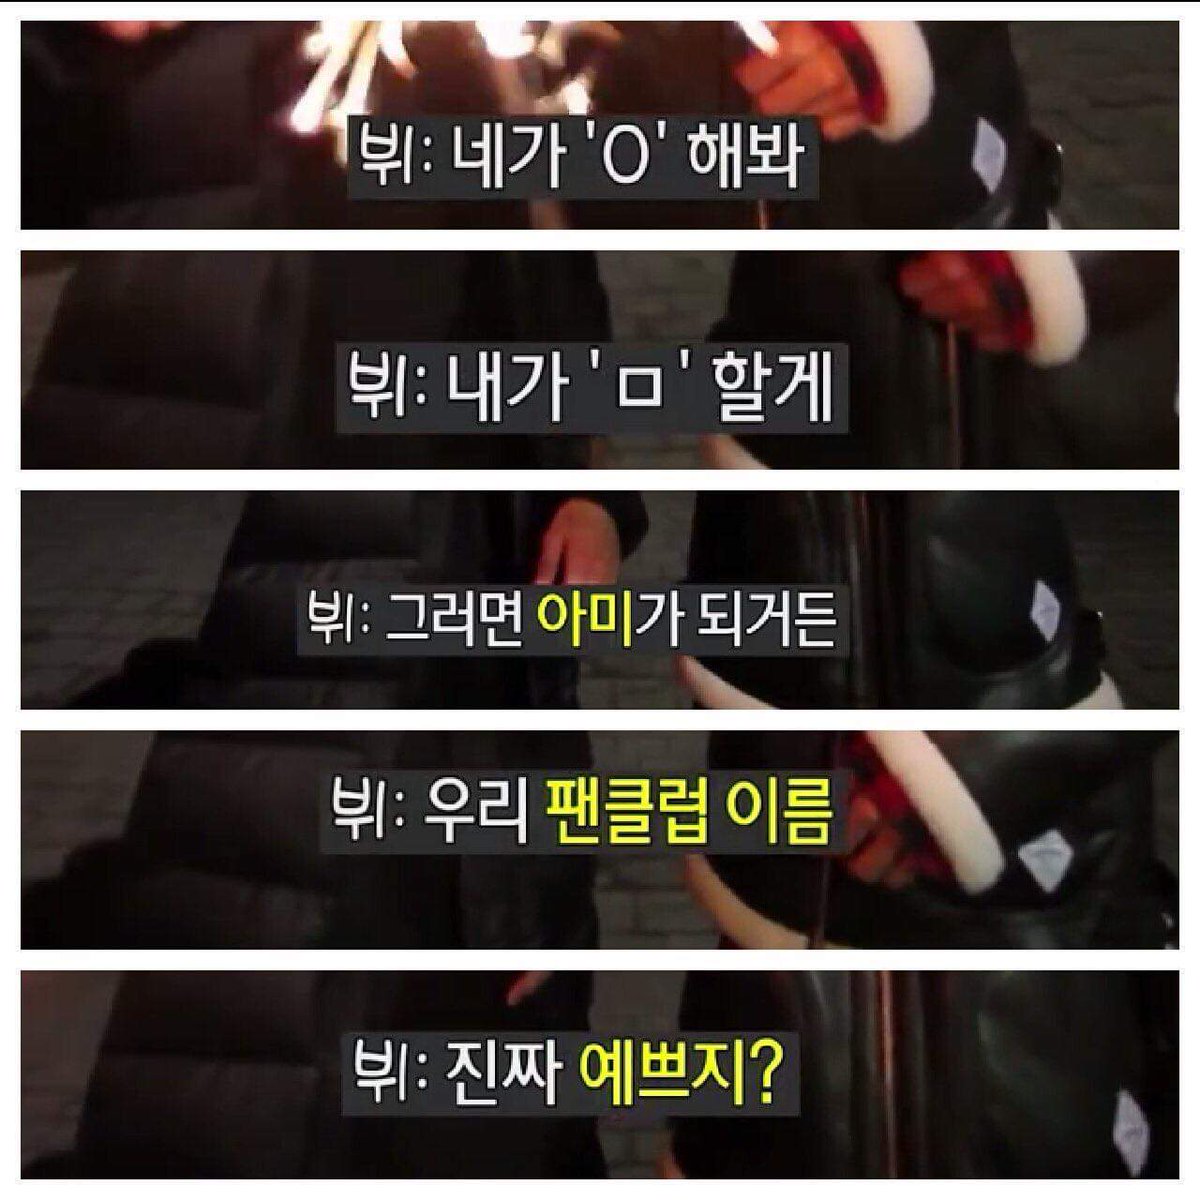 뷔: 네가 'O' 해봐
뷔: 내가 'ㅁ' 할게
뷔: 그러면 아미가 되거든
뷔: 우리 팬클럽 이름
뷔: 진짜 예쁘지?